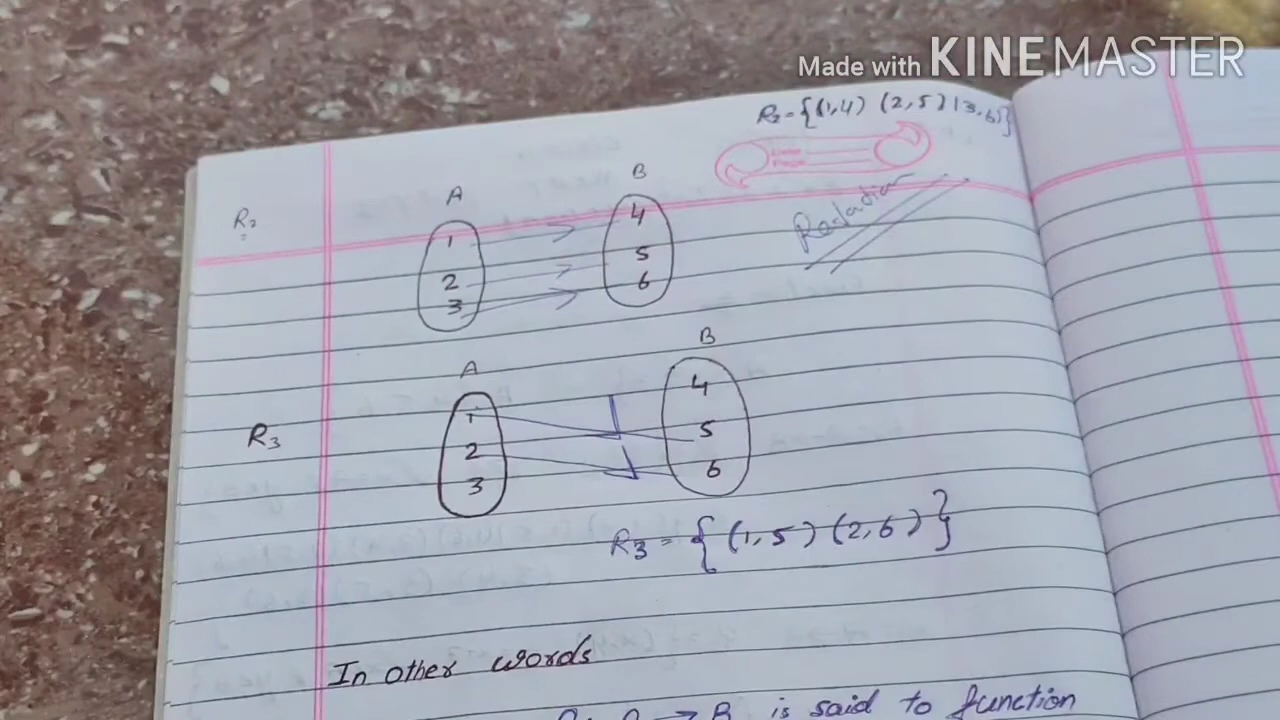 Made with KINEMASTER
R₂={(1,4) (2,5) (3,6)}
A B
R₂
1 4
2 5
3 6
Radadiar
A B
R₃
1 4
2 5
3 6
R₃ = { (1,5) (2,6) }
In other words
→ B is said to function